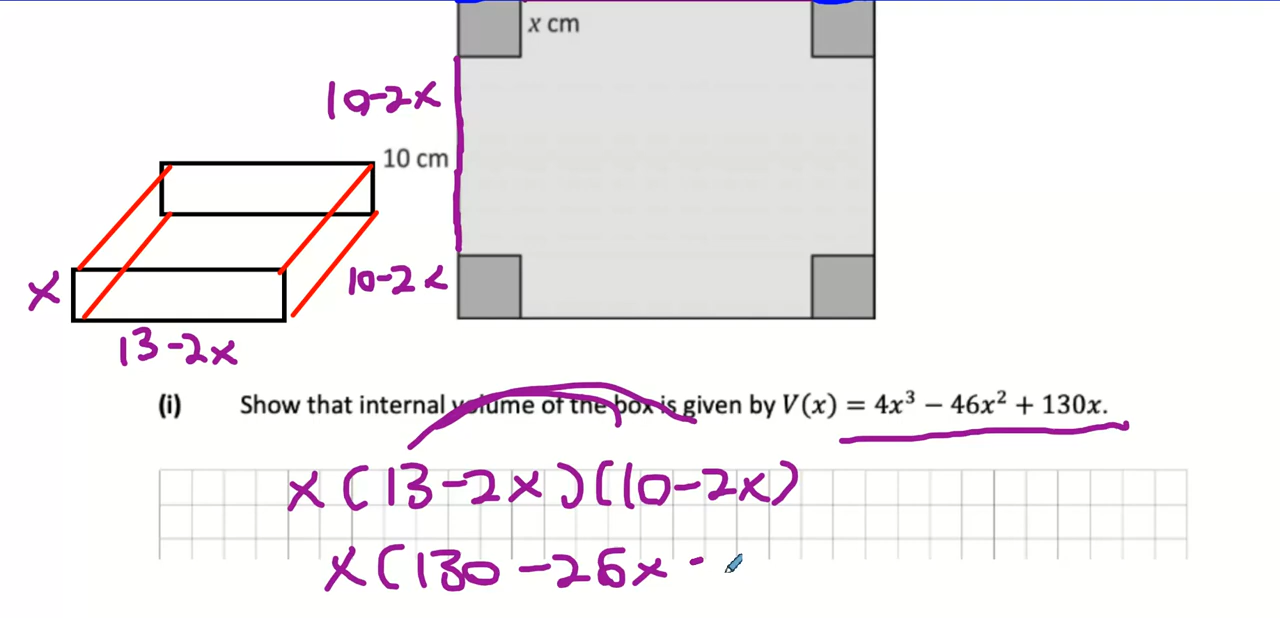 x cm
10-2x
10 cm
10-2x
x
13-2x
(i) Show that internal volume of the box is given by V(x) = 4x³ − 46x² + 130x.
x(13-2x)(10-2x)
x(130-26x-